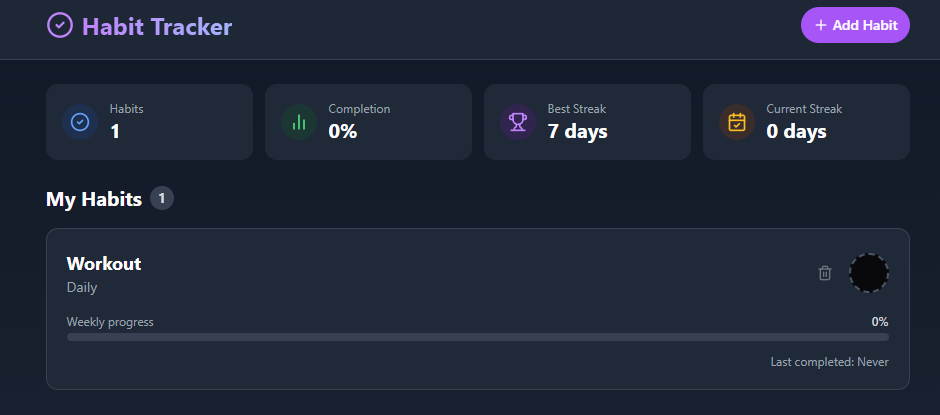 Habit Tracker
+ Add Habit
Habits
1
Completion
0%
Best Streak
7 days
Current Streak
0 days
My Habits 1
Workout
Daily
Weekly progress 0%
Last completed: Never